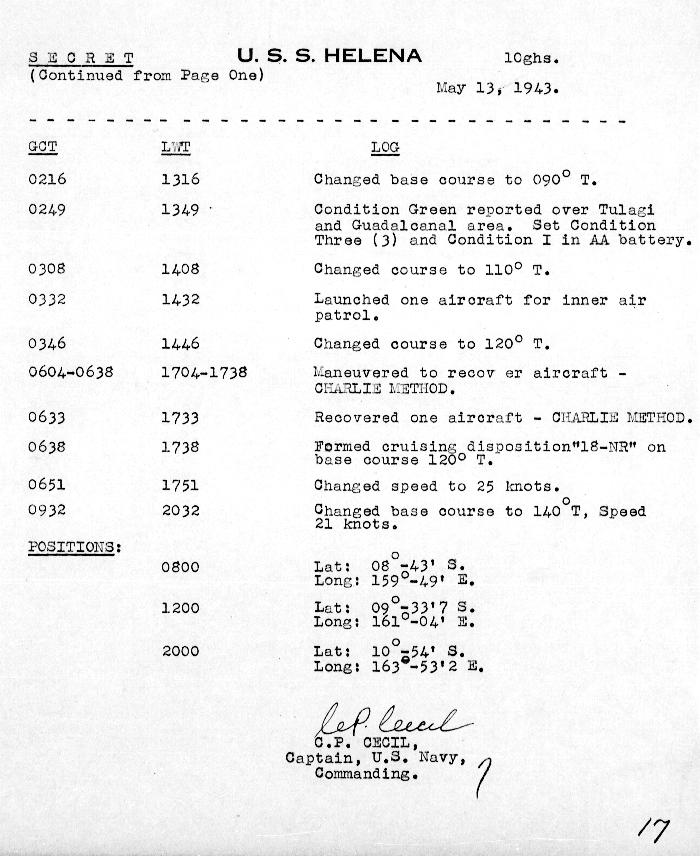 S E C R E T U. S. S. HELENA 10ghs.
(Continued from Page One)
May 13, 1943.
- - - - - - - - - - - - - - - - - - - - - - - - - - - - - - - -
GCT LWT LOG
0216 1316 Changed base course to 090° T.
0249 1349 Condition Green reported over Tulagi
and Guadalcanal area. Set Condition
Three (3) and Condition I in AA battery.
0308 1408 Changed course to 110° T.
0332 1432 Launched one aircraft for inner air
patrol.
0346 1446 Changed course to 120° T.
0604-0638 1704-1738 Maneuvered to recov er aircraft -
CHARLIE METHOD.
0633 1733 Recovered one aircraft - CHARLIE METHOD.
0638 1738 Formed cruising disposition"18-NR" on
base course 120° T.
0651 1751 Changed speed to 25 knots.
0932 2032 Changed base course to 140°T, Speed
21 knots.
POSITIONS:
0800 Lat: 08°-43' S.
Long: 159°-49' E.
1200 Lat: 09°-33'7 S.
Long: 161°-04' E.
2000 Lat: 10°-54' S.
Long: 163°-53'2 E.
C.P. Cecil
C.P. CECIL,
Captain, U.S. Navy,
Commanding.
17